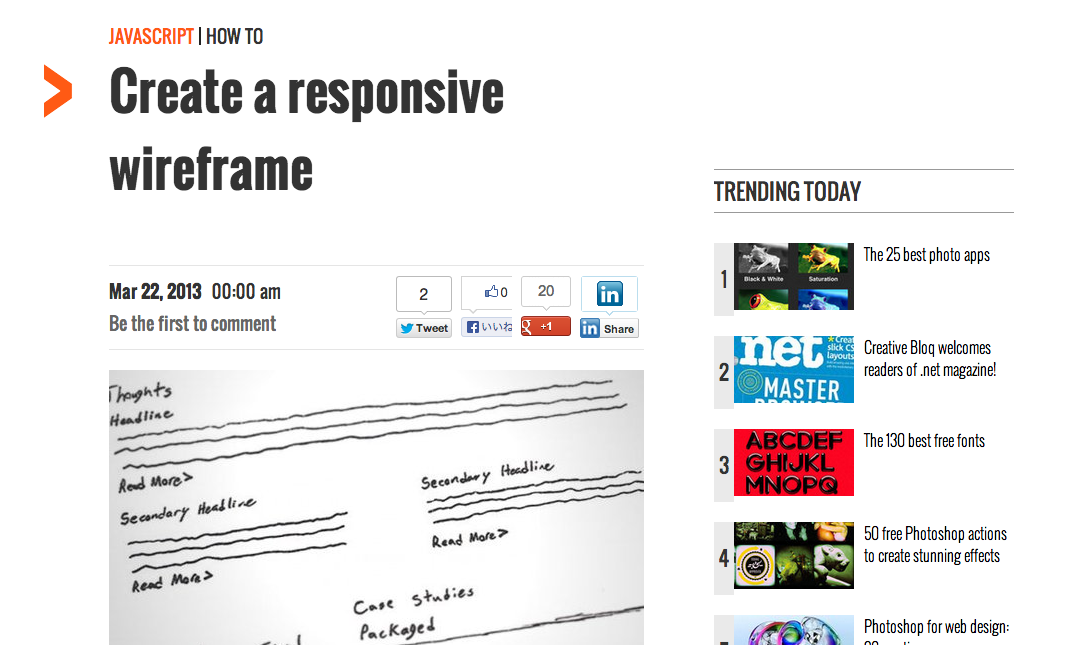 JAVASCRIPT | HOW TO
Create a responsive
wireframe
Mar 22, 2013 00:00 am
Be the first to comment
2
0
20
in
Tweet
いいね
g +1
in Share
Thoughts
Headline
Read More>
Secondary Headline
Read More>
Secondary Headline
Read More>
Case Studies
Packaged
TRENDING TODAY
1
Black & White
Saturation
The 25 best photo apps
2
net
slick CS
layouts
MASTER
Creative Bloq welcomes
readers of .net magazine!
3
ABCDEF
GHIJKL
MNOPQ
The 130 best free fonts
4
50 free Photoshop actions
to create stunning effects
Photoshop for web design: